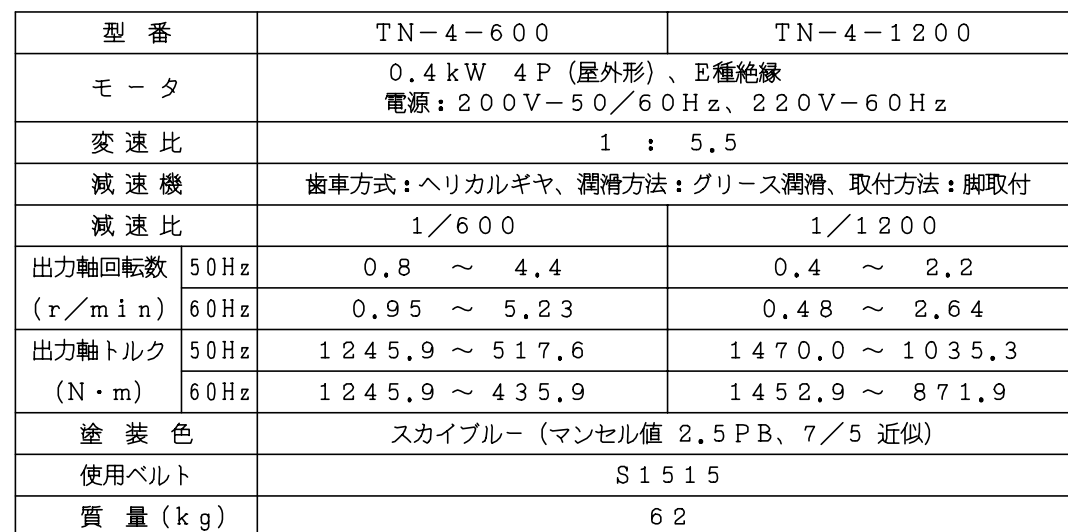 型 番 TN−4−600 TN−4−1200
モ ー タ 0.4kW 4P(屋外形)、E種絶縁
電源:200V−50/60Hz、220V−60Hz
変 速 比 1 : 5.5
減 速 機 歯車方式:ヘリカルギヤ、潤滑方法:グリース潤滑、取付方法:脚取付
減 速 比 1/600 1/1200
出力軸回転数 50Hz 0.8 ~ 4.4 0.4 ~ 2.2
(r/min) 60Hz 0.95 ~ 5.23 0.48 ~ 2.64
出力軸トルク 50Hz 1245.9 ~ 517.6 1470.0 ~ 1035.3
(N・m) 60Hz 1245.9 ~ 435.9 1452.9 ~ 871.9
塗 装 色 スカイブルー(マンセル値 2.5PB、7/5 近似)
使用ベルト S1515
質 量(kg) 62